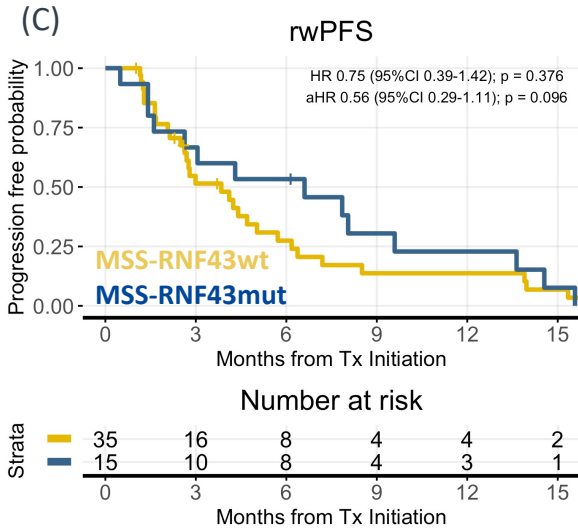 (C)
rwPFS
HR 0.75 (95%CI 0.39-1.42); p = 0.376
aHR 0.56 (95%CI 0.29-1.11); p = 0.096
Progression free probability
1.00
0.75
0.50
0.25
0.00
MSS-RNF43wt
MSS-RNF43mut
0 3 6 9 12 15
Months from Tx Initiation
Number at risk
Strata
35 16 8 4 4 2
15 10 8 4 3 1
0 3 6 9 12 15
Months from Tx Initiation